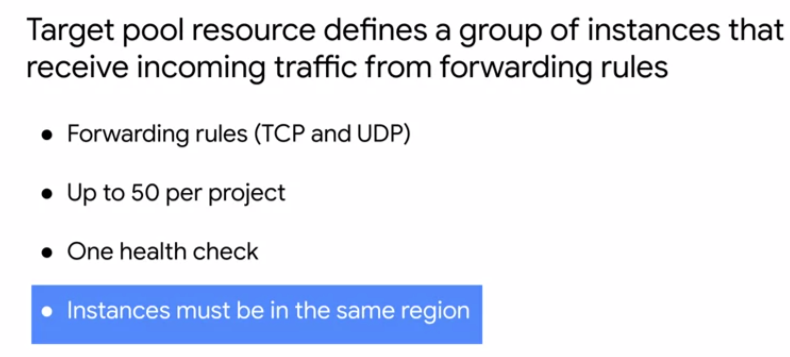 Target pool resource defines a group of instances that
receive incoming traffic from forwarding rules
● Forwarding rules (TCP and UDP)
● Up to 50 per project
● One health check
● Instances must be in the same region